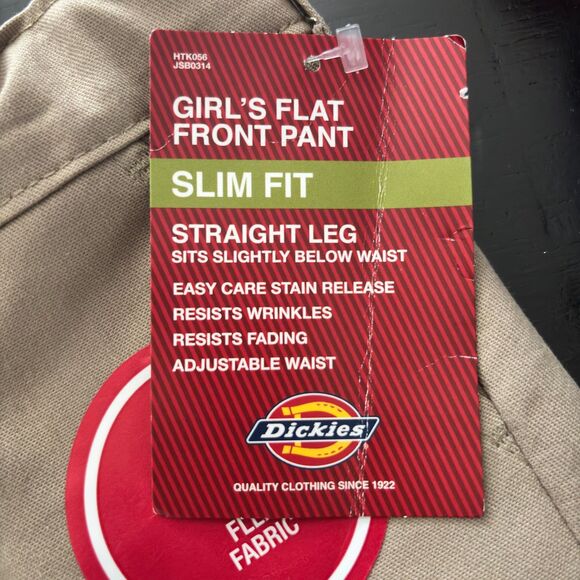 HTK056
JSB0314
GIRL'S FLAT
FRONT PANT
SLIM FIT
STRAIGHT LEG
SITS SLIGHTLY BELOW WAIST
EASY CARE STAIN RELEASE
RESISTS WRINKLES
RESISTS FADING
ADJUSTABLE WAIST
Dickies
QUALITY CLOTHING SINCE 1922
FABRIC